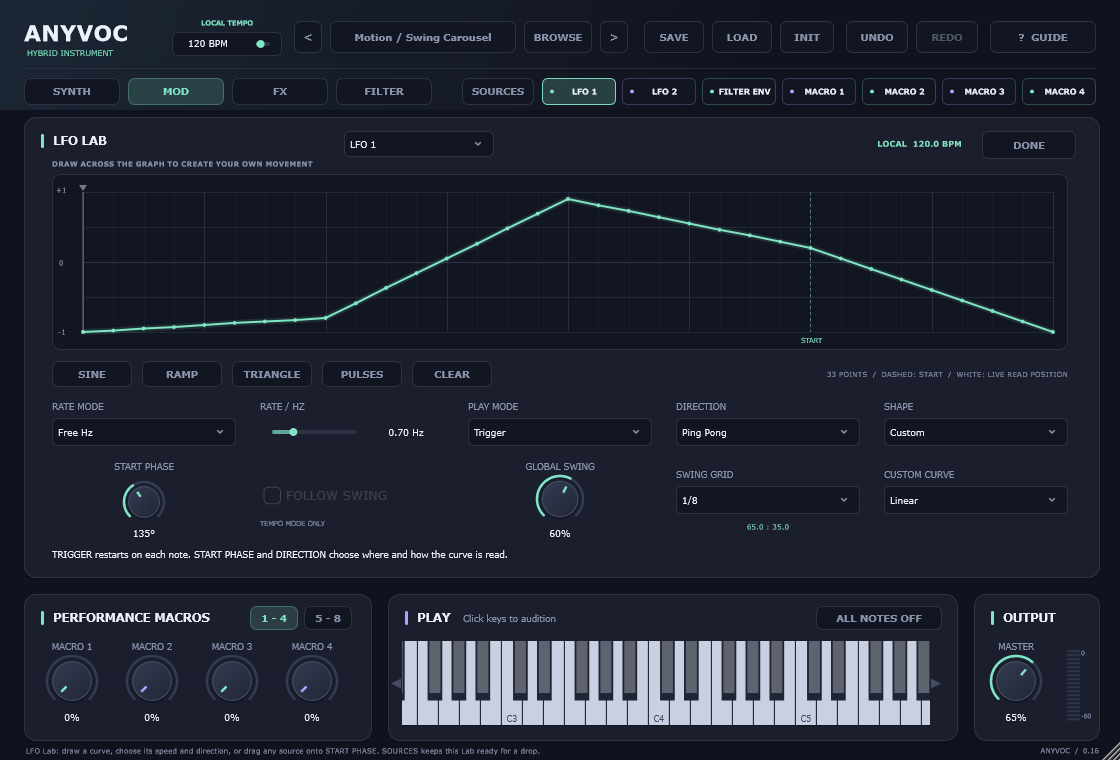 ANYVOC
HYBRID INSTRUMENT
LOCAL TEMPO
120 BPM
<
Motion / Swing Carousel
BROWSE
>
SAVE
LOAD
INIT
UNDO
REDO
? GUIDE
SYNTH
MOD
FX
FILTER
SOURCES
LFO 1
LFO 2
FILTER ENV
MACRO 1
MACRO 2
MACRO 3
MACRO 4
LFO LAB
LFO 1
LOCAL 120.0 BPM
DONE
DRAW ACROSS THE GRAPH TO CREATE YOUR OWN MOVEMENT
+1
0
-1
START
SINE
RAMP
TRIANGLE
PULSES
CLEAR
33 POINTS / DASHED: START / WHITE: LIVE READ POSITION
RATE MODE
RATE / HZ
PLAY MODE
DIRECTION
SHAPE
Free Hz
0.70 Hz
Trigger
Ping Pong
Custom
START PHASE
GLOBAL SWING
SWING GRID
CUSTOM CURVE
FOLLOW SWING
1/8
Linear
TEMPO MODE ONLY
65.0 : 35.0
135°
60%
TRIGGER restarts on each note. START PHASE and DIRECTION choose where and how the curve is read.
PERFORMANCE MACROS
1 - 4
5 - 8
MACRO 1
MACRO 2
MACRO 3
MACRO 4
0%
0%
0%
0%
PLAY
Click keys to audition
ALL NOTES OFF
C3
C4
C5
OUTPUT
MASTER
0
-60
65%
LFO Lab: draw a curve, choose its speed and direction, or drag any source onto START PHASE. SOURCES keeps this Lab ready for a drop.
ANYVOC / 0.16